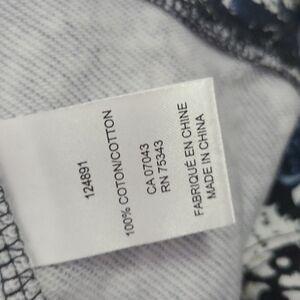 124891
100% COTON/COTTON
CA 07043
RN 75343
FABRIQUÉ EN CHINE
MADE IN CHINA